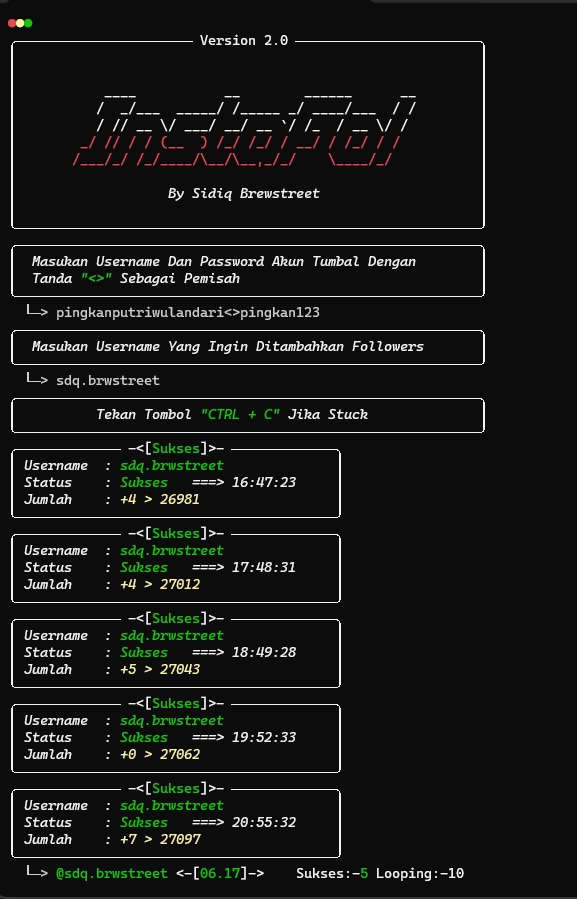 Version 2.0
InstaFol
By Sidiq Brewstreet
Masukan Username Dan Password Akun Tumbal Dengan
Tanda "<>" Sebagai Pemisah
└─> pingkanputriwulandari<>pingkan123
Masukan Username Yang Ingin Ditambahkan Followers
└─> sdq.brwstreet
Tekan Tombol "CTRL + C" Jika Stuck
─<[Sukses]>─
Username : sdq.brwstreet
Status : Sukses ===> 16:47:23
Jumlah : +4 > 26981
─<[Sukses]>─
Username : sdq.brwstreet
Status : Sukses ===> 17:48:31
Jumlah : +4 > 27012
─<[Sukses]>─
Username : sdq.brwstreet
Status : Sukses ===> 18:49:28
Jumlah : +5 > 27043
─<[Sukses]>─
Username : sdq.brwstreet
Status : Sukses ===> 19:52:33
Jumlah : +0 > 27062
─<[Sukses]>─
Username : sdq.brwstreet
Status : Sukses ===> 20:55:32
Jumlah : +7 > 27097
└─> @sdq.brwstreet <-[06.17]-> Sukses:-5 Looping:-10